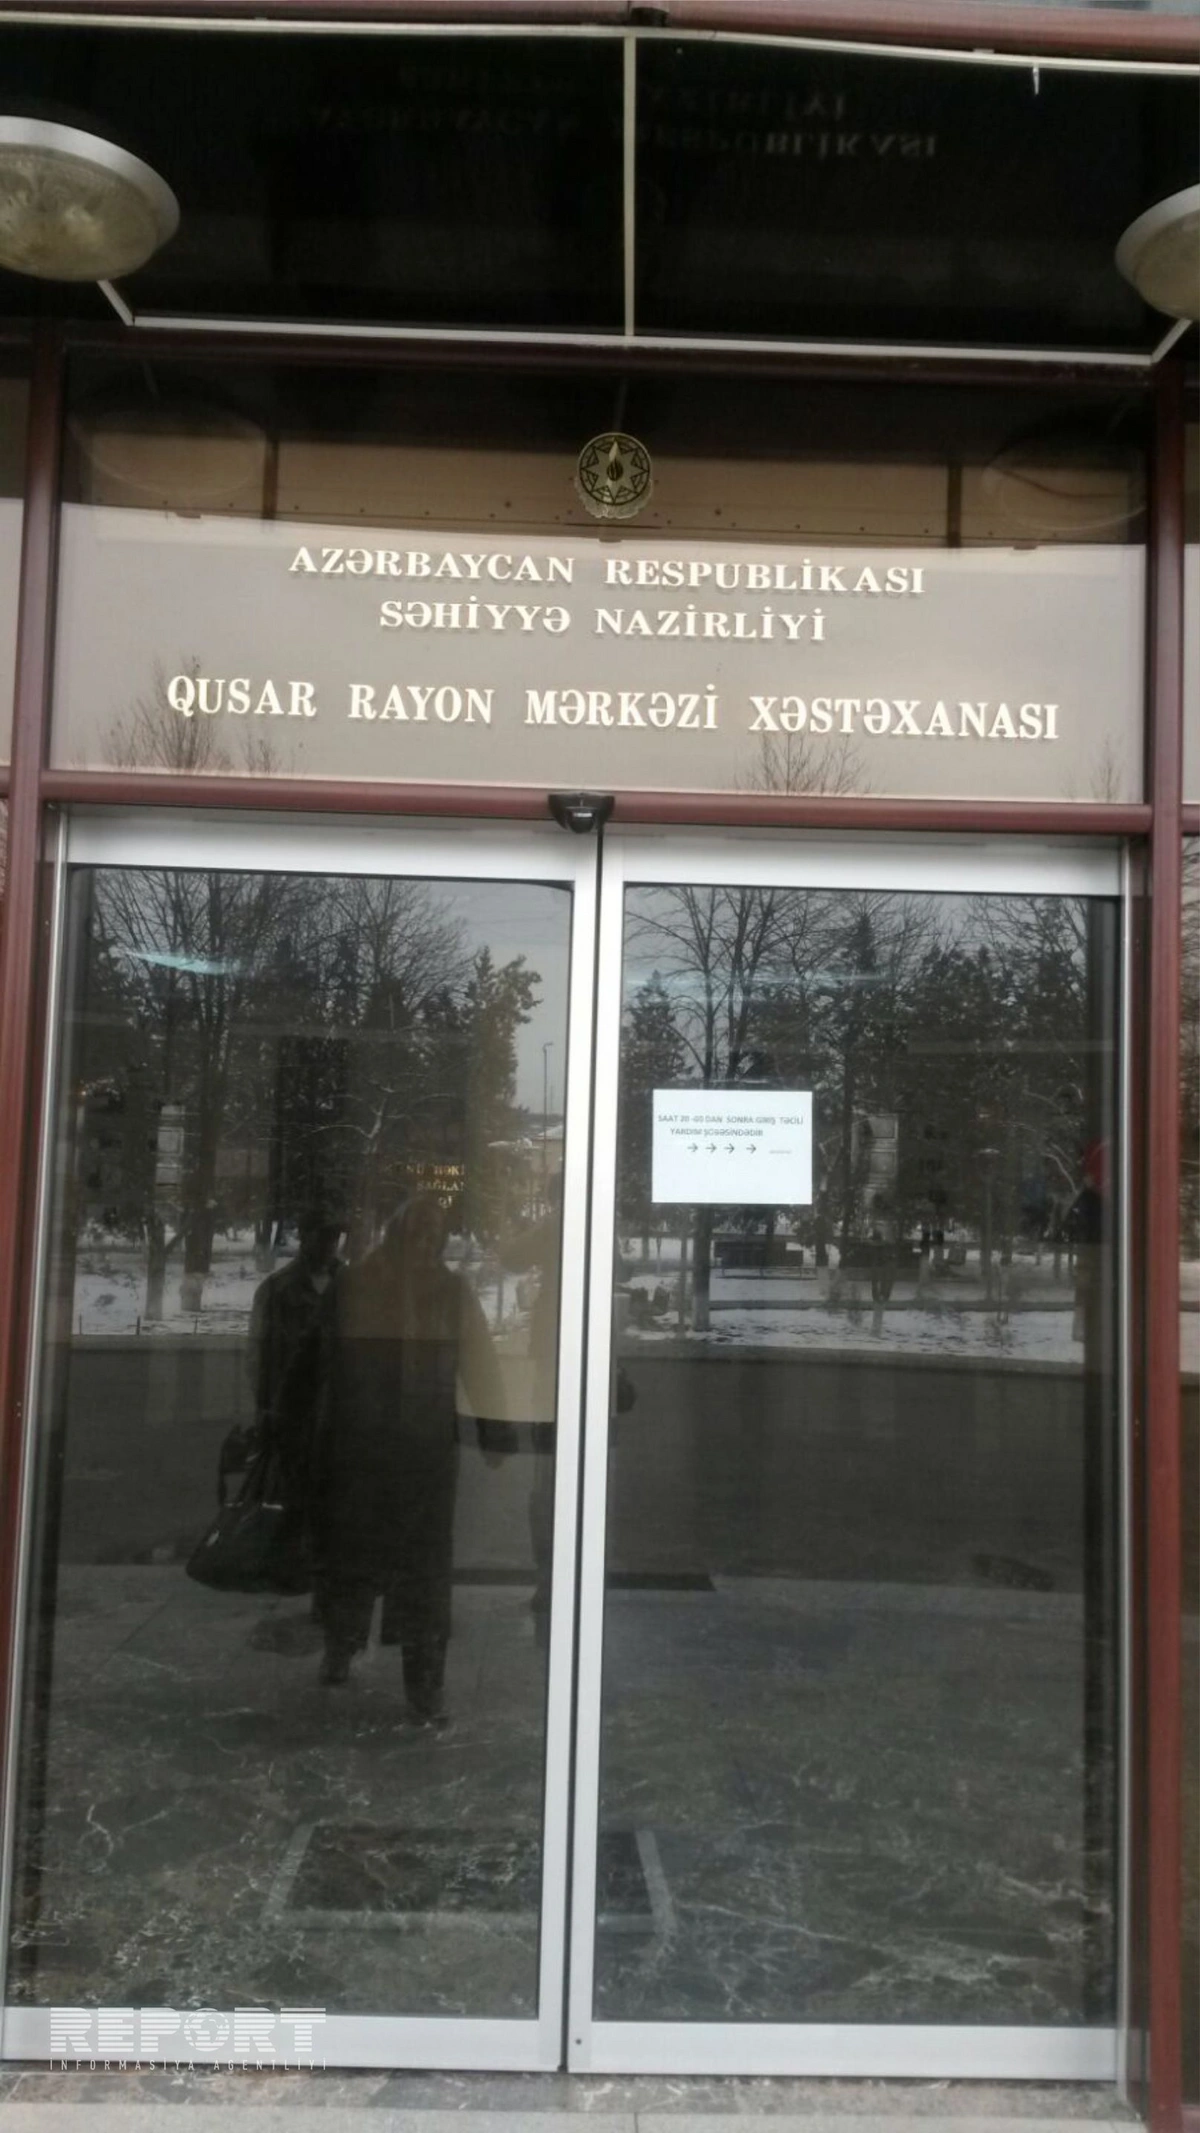 AZƏRBAYCAN RESPUBLİKASI
SƏHİYYƏ NAZİRLİYİ
QUSAR RAYON MƏRKƏZİ XƏSTƏXANASI
SAAT 20 -00 DAN SONRA GİRİŞ TƏCİLİ
YARDIM ŞÖBƏSİNDƏDİR
→ → → →
REPORT
İNFORMASİYA AGENTLİYİ